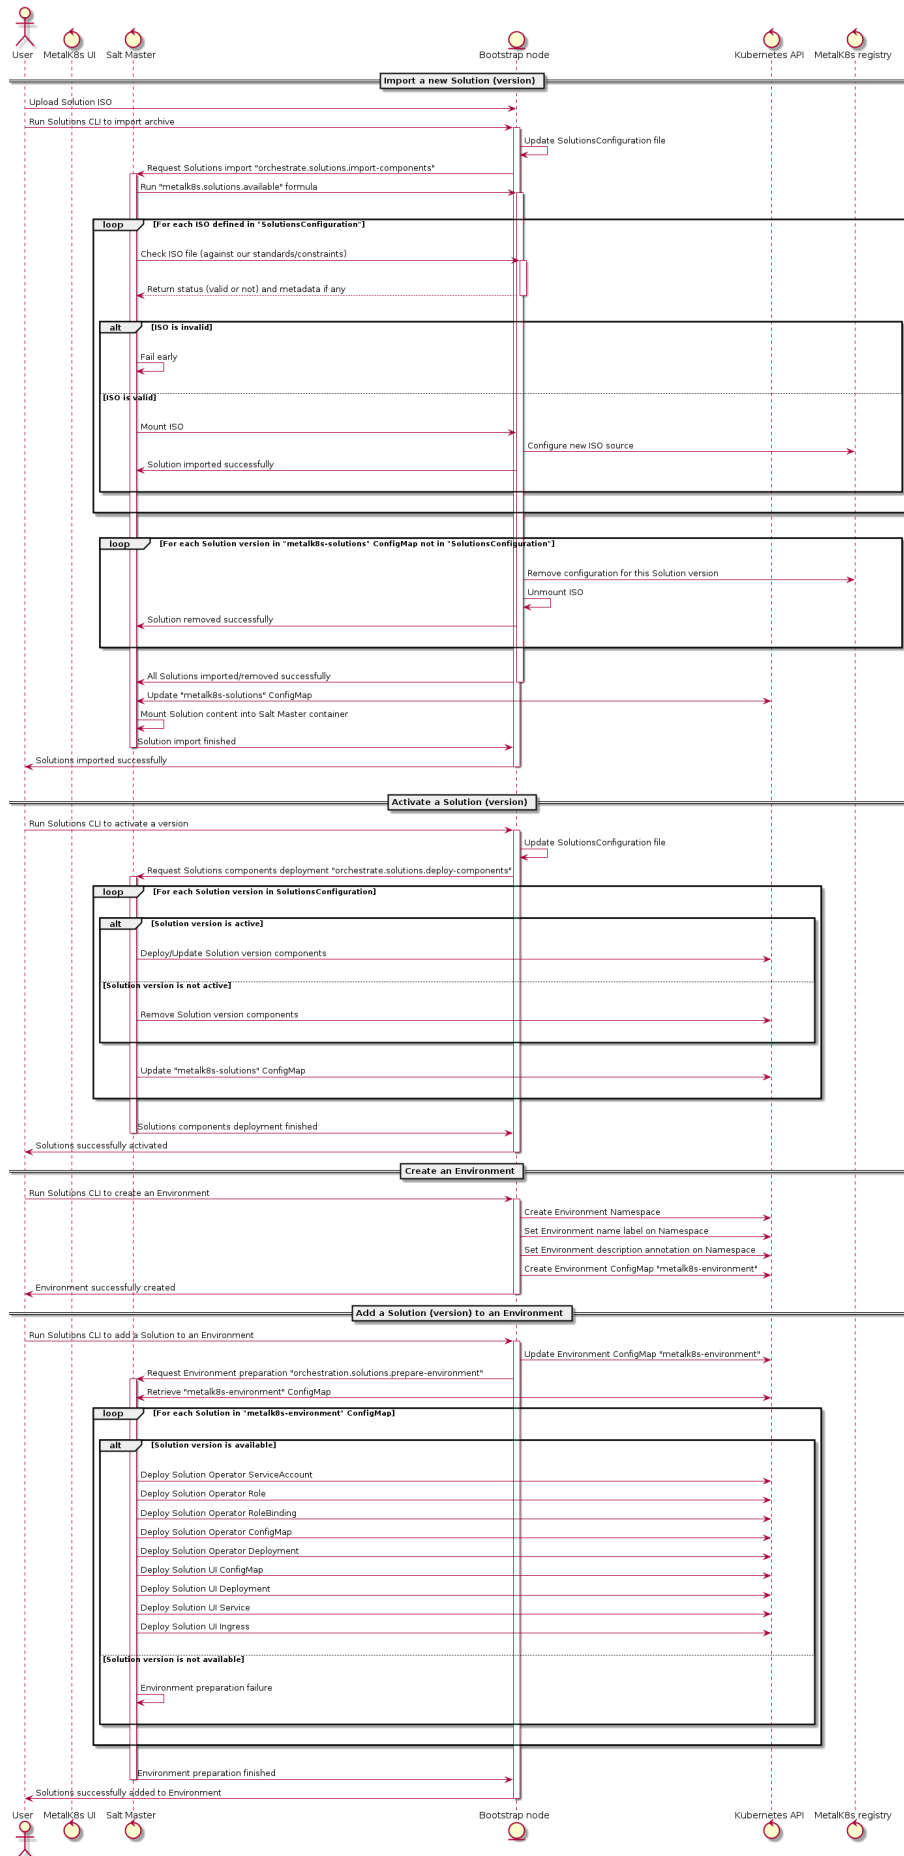 User
MetalK8s UI
Salt Master
Bootstrap node
Kubernetes API
MetalK8s registry
Import a new Solution (version)
Upload Solution ISO
Run Solutions CLI to import archive
Update SolutionsConfiguration file
Request Solutions import "orchestrate.solutions.import-components"
Run "metalk8s.solutions.available" formula
loop [For each ISO defined in "SolutionsConfiguration"]
Check ISO file (against our standards/constraints)
Return status (valid or not) and metadata if any
alt [ISO is invalid]
Fail early
[ISO is valid]
Mount ISO
Configure new ISO source
Solution imported successfully
loop [For each Solution version in "metalk8s-solutions" ConfigMap not in "SolutionsConfiguration"]
Remove configuration for this Solution version
Unmount ISO
Solution removed successfully
All Solutions imported/removed successfully
Update "metalk8s-solutions" ConfigMap
Mount Solution content into Salt Master container
Solution import finished
Solutions imported successfully
Activate a Solution (version)
Run Solutions CLI to activate a version
Update SolutionsConfiguration file
Request Solutions components deployment "orchestrate.solutions.deploy-components"
loop [For each Solution version in SolutionsConfiguration]
alt [Solution version is active]
Deploy/Update Solution version components
[Solution version is not active]
Remove Solution version components
Update "metalk8s-solutions" ConfigMap
Solutions components deployment finished
Solutions successfully activated
Create an Environment
Run Solutions CLI to create an Environment
Create Environment Namespace
Set Environment name label on Namespace
Set Environment description annotation on Namespace
Create Environment ConfigMap "metalk8s-environment"
Environment successfully created
Add a Solution (version) to an Environment
Run Solutions CLI to add a Solution to an Environment
Update Environment ConfigMap "metalk8s-environment"
Request Environment preparation "orchestration.solutions.prepare-environment"
Retrieve "metalk8s-environment" ConfigMap
loop [For each Solution in "metalk8s-environment" ConfigMap]
alt [Solution version is available]
Deploy Solution Operator ServiceAccount
Deploy Solution Operator Role
Deploy Solution Operator RoleBinding
Deploy Solution Operator ConfigMap
Deploy Solution Operator Deployment
Deploy Solution UI ConfigMap
Deploy Solution UI Deployment
Deploy Solution UI Service
Deploy Solution UI Ingress
[Solution version is not available]
Environment preparation failure
Environment preparation finished
Solutions successfully added to Environment
User
MetalK8s UI
Salt Master
Bootstrap node
Kubernetes API
MetalK8s registry